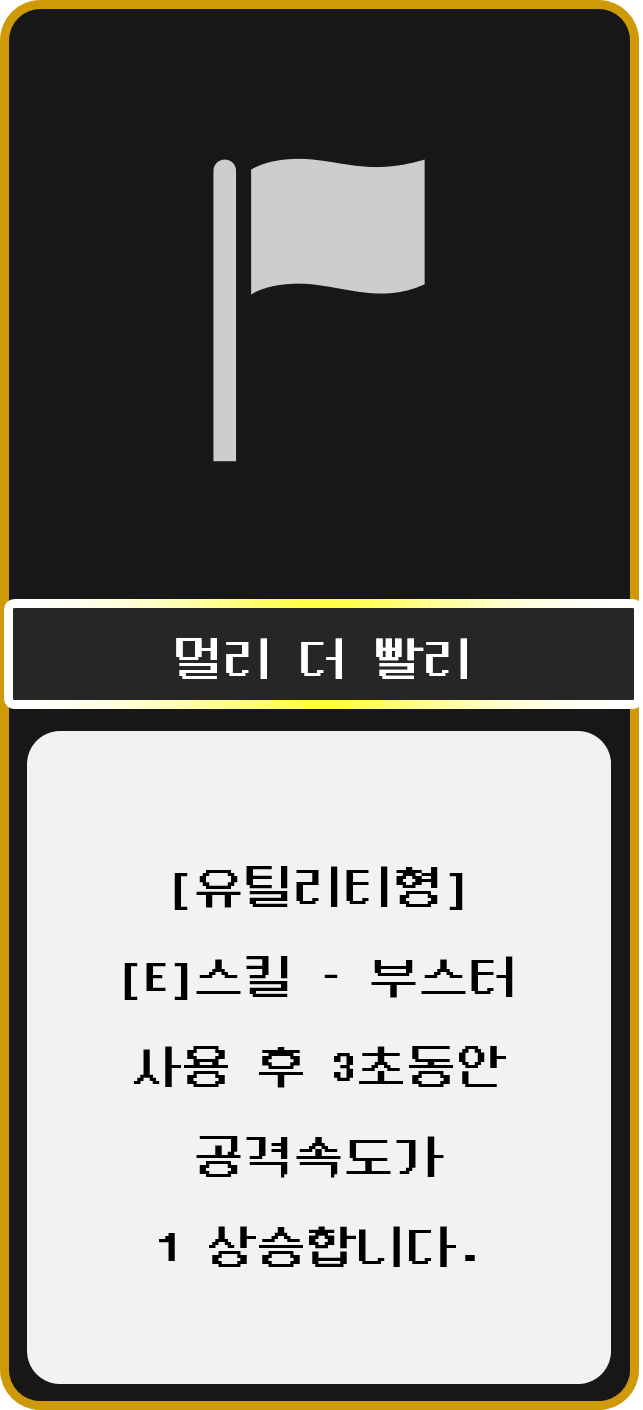 멀리 더 빨리
[유틸리티형]
[E]스킬 - 부스터
사용 후 3초동안
공격속도가
1 상승합니다.